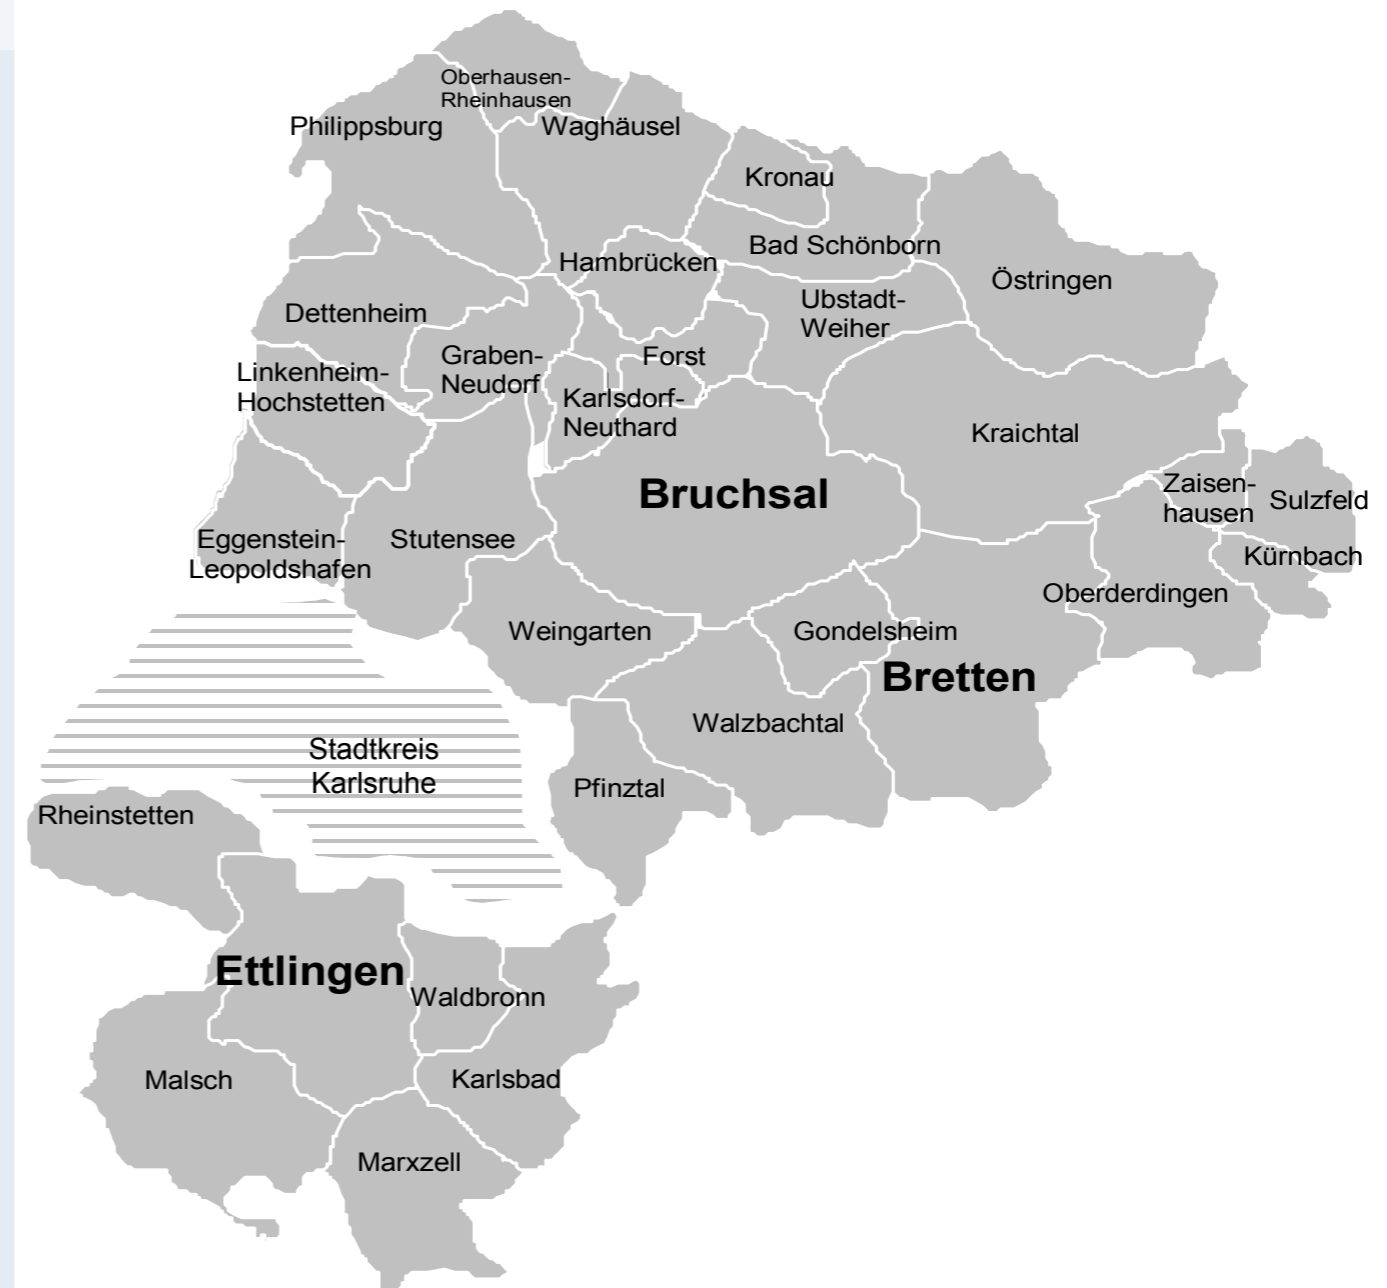 Oberhausen-
Rheinhausen
Philippsburg
Waghäusel
Kronau
Bad Schönborn
Hambrücken
Östringen
Dettenheim
Ubstadt-
Weiher
Graben-
Neudorf
Forst
Linkenheim-
Hochstetten
Karlsdorf-
Neuthard
Kraichtal
Bruchsal
Zaisen-
hausen
Sulzfeld
Eggenstein-
Leopoldshafen
Stutensee
Kürnbach
Oberderdingen
Weingarten
Gondelsheim
Bretten
Walzbachtal
Stadtkreis
Karlsruhe
Pfinztal
Rheinstetten
Ettlingen
Waldbronn
Malsch
Karlsbad
Marxzell